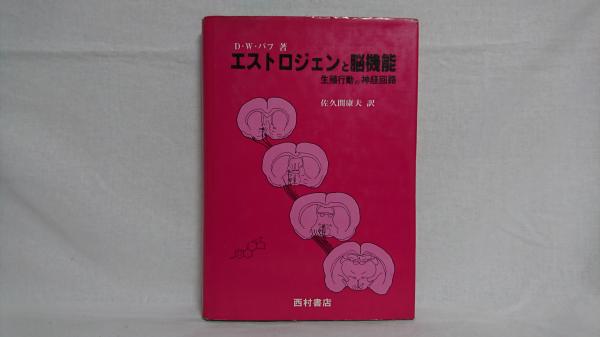 D・W・パフ 著
エストロジェンと脳機能
生殖行動の神経回路
佐久間康夫 訳
西村書店